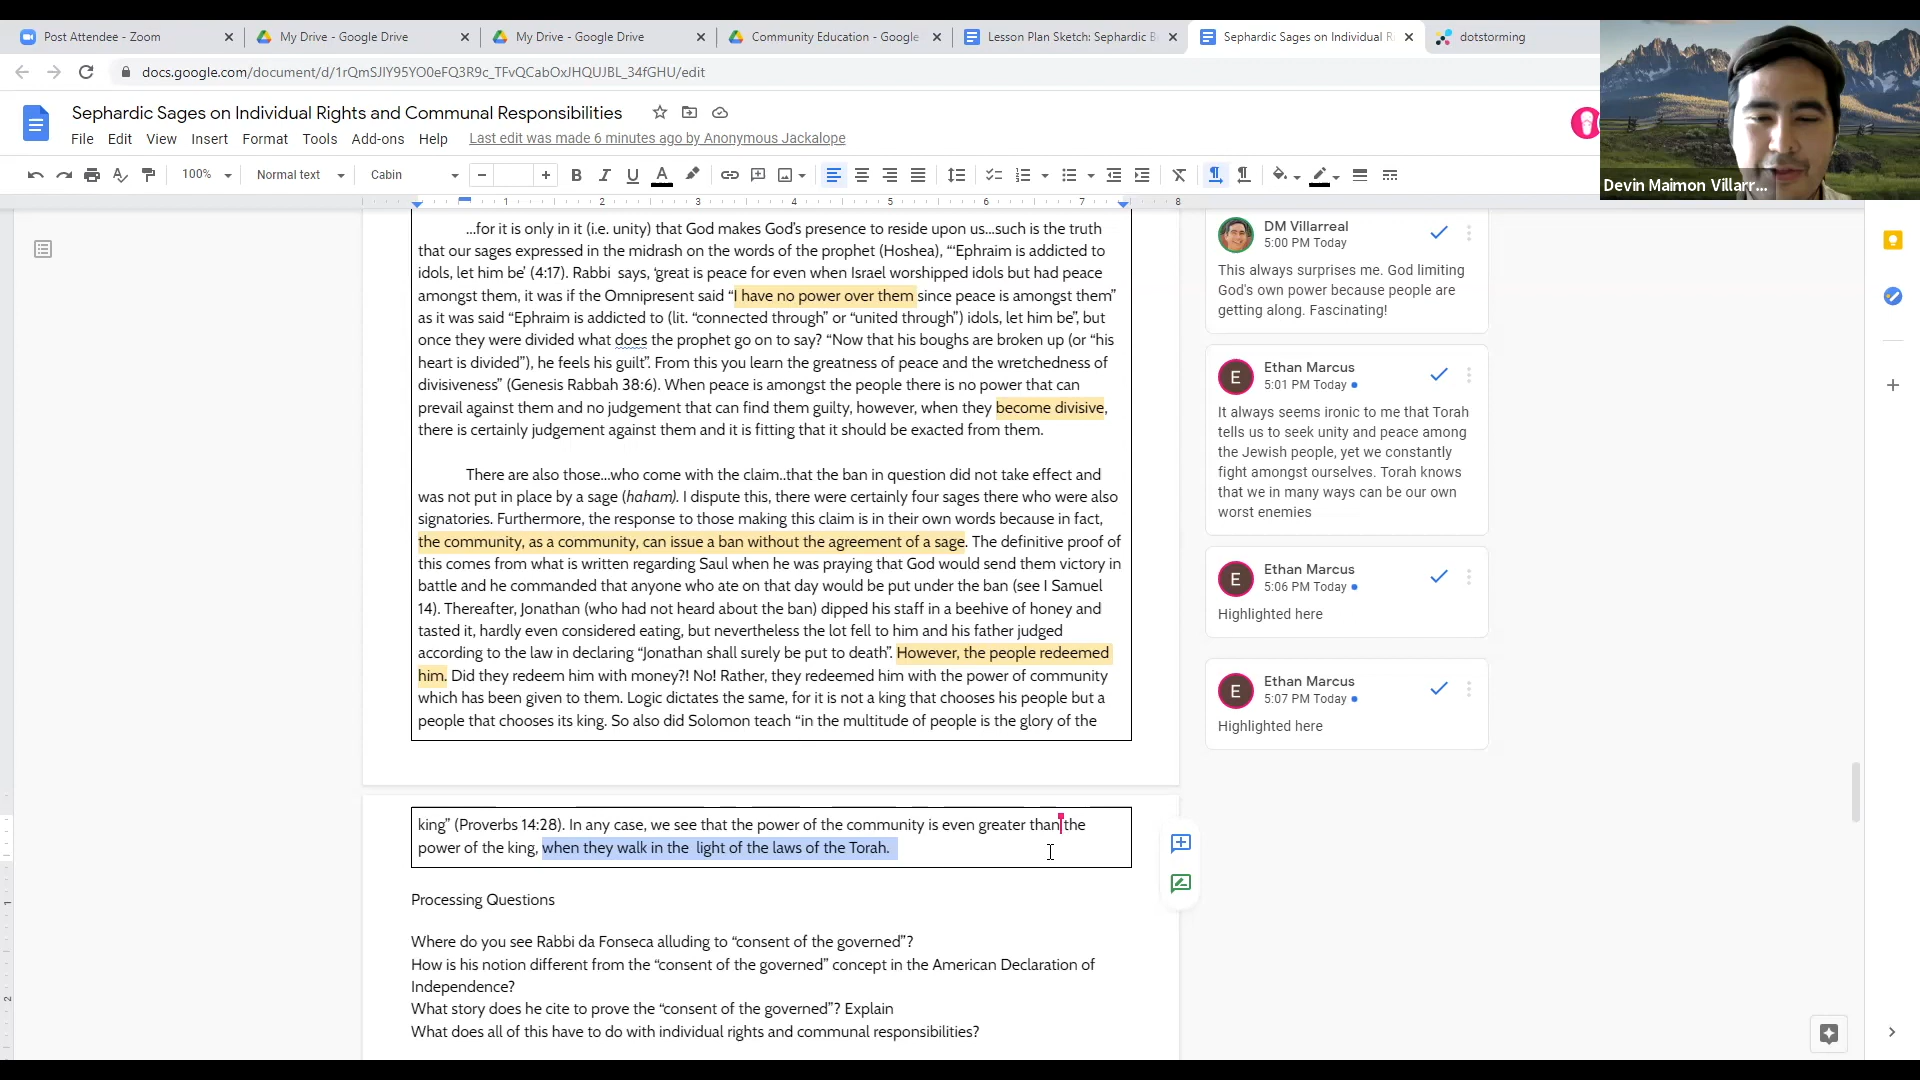 Post Attendee - Zoom
My Drive - Google Drive
My Drive - Google Drive
Community Education - Google
Lesson Plan Sketch: Sephardic B
Sephardic Sages on Individual R
dotstorming
docs.google.com/document/d/1rQmSJlY95YO0eFQ3R9c_TFvQCabOxJHQUJBL_34fGHU/edit
Sephardic Sages on Individual Rights and Communal Responsibilities
File Edit View Insert Format Tools Add-ons Help Last edit was made 6 minutes ago by Anonymous Jackalope
100% Normal text Cabin
Devin Maimon Villarr...
1 2 3 4 5 6 7 8
...for it is only in it (i.e. unity) that God makes God's presence to reside upon us...such is the truth
that our sages expressed in the midrash on the words of the prophet (Hoshea), “‘Ephraim is addicted to
idols, let him be’ (4:17). Rabbi  says, ‘great is peace for even when Israel worshipped idols but had peace
amongst them, it was if the Omnipresent said “I have no power over them since peace is amongst them”
as it was said “Ephraim is addicted to (lit. “connected through” or “united through”) idols, let him be”, but
once they were divided what does the prophet go on to say? “Now that his boughs are broken up (or “his
heart is divided”), he feels his guilt”. From this you learn the greatness of peace and the wretchedness of
divisiveness” (Genesis Rabbah 38:6). When peace is amongst the people there is no power that can
prevail against them and no judgement that can find them guilty, however, when they become divisive,
there is certainly judgement against them and it is fitting that it should be exacted from them.
There are also those...who come with the claim..that the ban in question did not take effect and
was not put in place by a sage (haham). I dispute this, there were certainly four sages there who were also
signatories. Furthermore, the response to those making this claim is in their own words because in fact,
the community, as a community, can issue a ban without the agreement of a sage. The definitive proof of
this comes from what is written regarding Saul when he was praying that God would send them victory in
battle and he commanded that anyone who ate on that day would be put under the ban (see I Samuel
14). Thereafter, Jonathan (who had not heard about the ban) dipped his staff in a beehive of honey and
tasted it, hardly even considered eating, but nevertheless the lot fell to him and his father judged
according to the law in declaring “Jonathan shall surely be put to death”. However, the people redeemed
him. Did they redeem him with money?! No! Rather, they redeemed him with the power of community
which has been given to them. Logic dictates the same, for it is not a king that chooses his people but a
people that chooses its king. So also did Solomon teach “in the multitude of people is the glory of the
king” (Proverbs 14:28). In any case, we see that the power of the community is even greater than the
power of the king, when they walk in the  light of the laws of the Torah.
Processing Questions
Where do you see Rabbi da Fonseca alluding to “consent of the governed”?
How is his notion different from the “consent of the governed” concept in the American Declaration of
Independence?
What story does he cite to prove the “consent of the governed”? Explain
What does all of this have to do with individual rights and communal responsibilities?
DM Villarreal
5:00 PM Today
This always surprises me. God limiting
God's own power because people are
getting along. Fascinating!
E
Ethan Marcus
5:01 PM Today
It always seems ironic to me that Torah
tells us to seek unity and peace among
the Jewish people, yet we constantly
fight amongst ourselves. Torah knows
that we in many ways can be our own
worst enemies
E
Ethan Marcus
5:06 PM Today
Highlighted here
E
Ethan Marcus
5:07 PM Today
Highlighted here
1
2